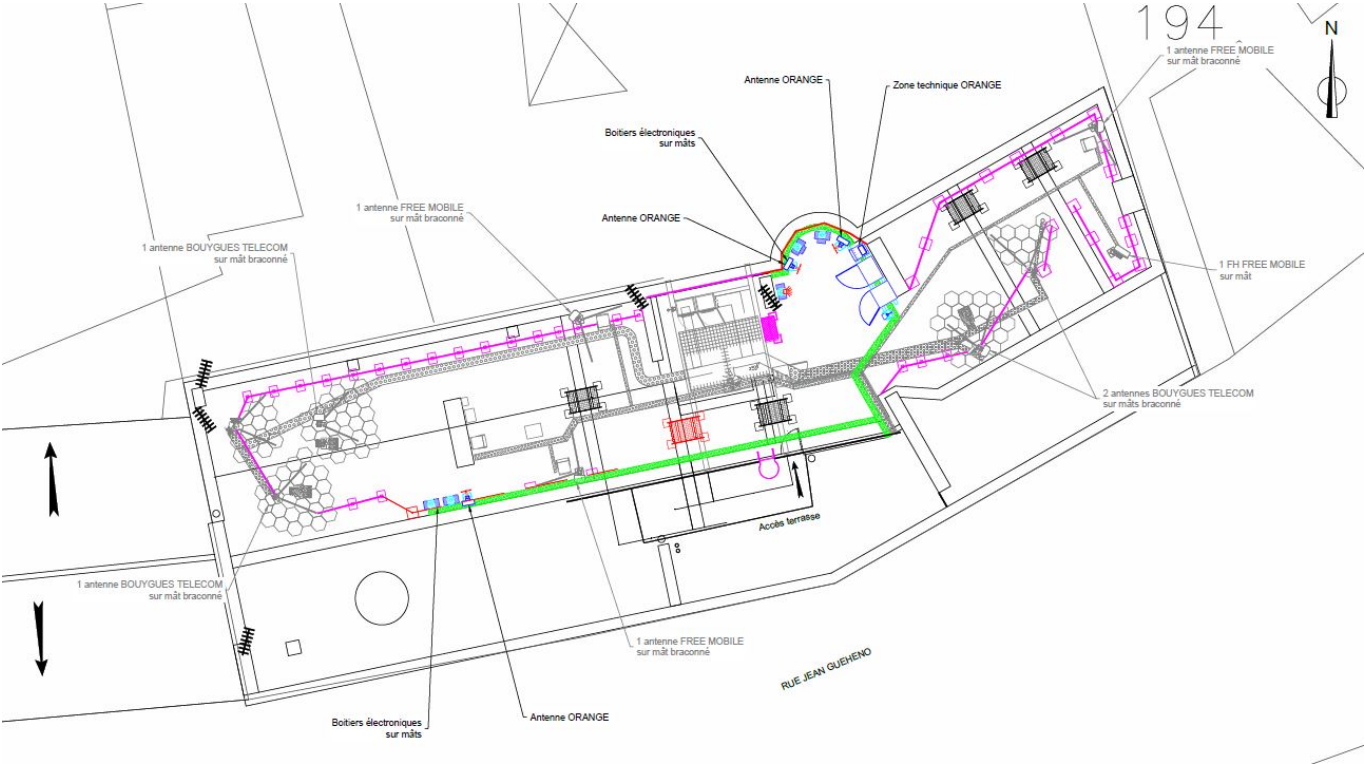 194
N
1 antenne FREE MOBILE
sur mât braconné
Antenne ORANGE
Zone technique ORANGE
Boitiers électroniques
sur mâts
1 antenne FREE MOBILE
sur mât braconné
Antenne ORANGE
1 antenne BOUYGUES TELECOM
sur mât braconné
1 FH FREE MOBILE
sur mât
2 antennes BOUYGUES TELECOM
sur mâts braconné
Accès terrasse
1 antenne BOUYGUES TELECOM
sur mât braconné
1 antenne FREE MOBILE
sur mât braconné
RUE JEAN GUEHENO
Boitiers électroniques
sur mâts
Antenne ORANGE